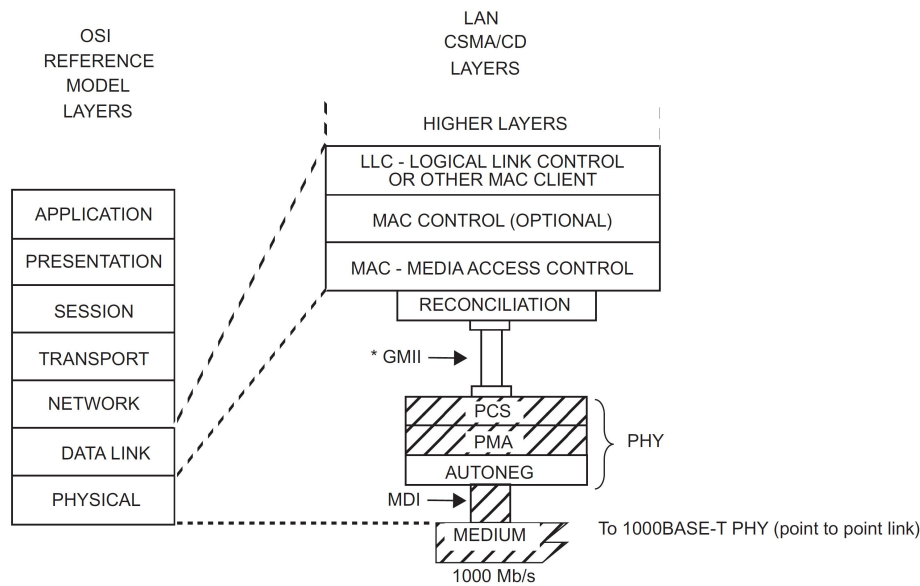 OSI
REFERENCE
MODEL
LAYERS
LAN
CSMA/CD
LAYERS
HIGHER LAYERS
LLC - LOGICAL LINK CONTROL
OR OTHER MAC CLIENT
MAC CONTROL (OPTIONAL)
MAC - MEDIA ACCESS CONTROL
RECONCILIATION
APPLICATION
PRESENTATION
SESSION
TRANSPORT
NETWORK
DATA LINK
PHYSICAL
* GMII
PCS
PMA
AUTONEG
PHY
MDI
MEDIUM
To 1000BASE-T PHY (point to point link)
1000 Mb/s